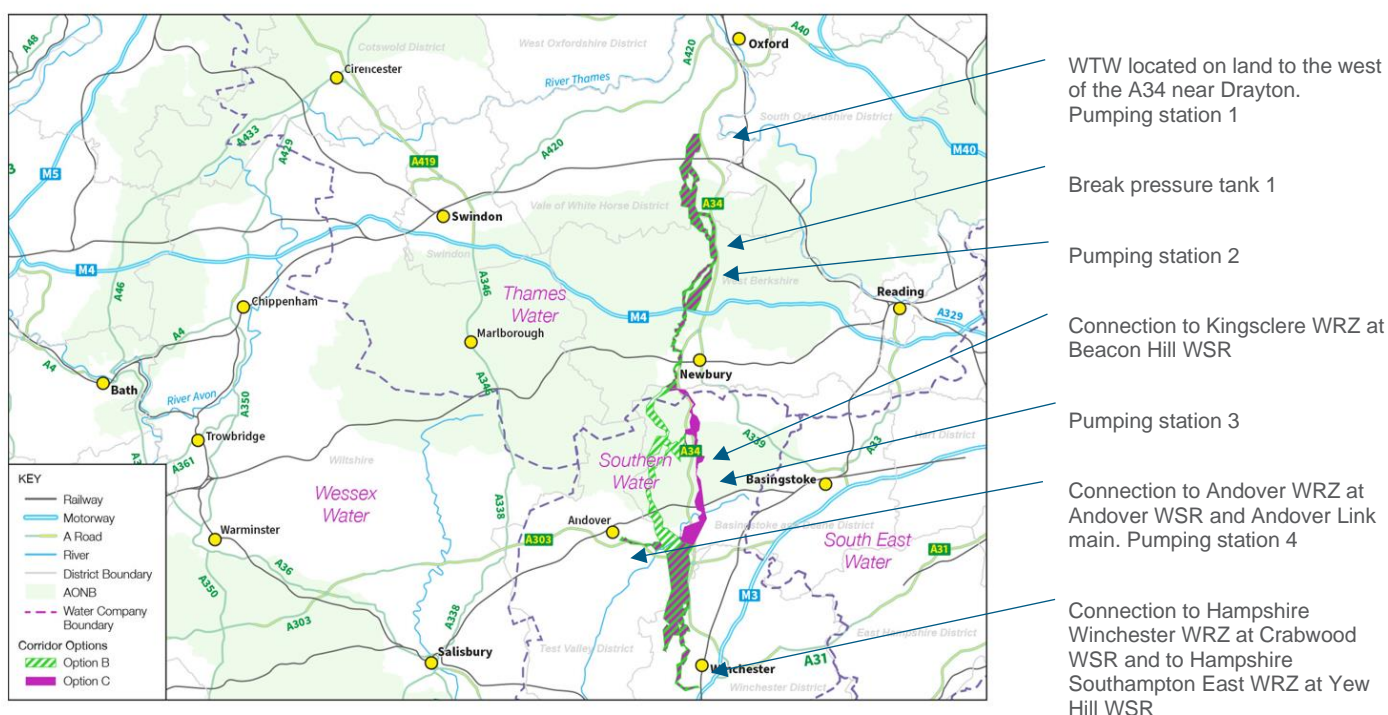 Oxford
A40
A420
West Oxfordshire District
Cotswold District
A48
Cirencester
River Thames
South Oxfordshire District
A433
A429
A419
A420
M40
M5
A34
Vale of White Horse District
Swindon
Swindon
M4
A46
A346
West Berkshire
Reading
Thames
Water
Chippenham
M4
A329
A4
Marlborough
A4
Newbury
Bath
River Avon
A350
A339
A33
Hart District
Trowbridge
A34
A361
Southern
Water
Basingstoke
Wiltshire
Wessex
Water
A338
Andover
Basingstoke and Deane District
Warminster
A303
South East
Water
A31
A36
A350
M3
A303
A338
East Hampshire District
Test Valley District
Salisbury
A31
Winchester
Winchester District
KEY
Railway
Motorway
A Road
River
District Boundary
AONB
Water Company
Boundary
Corridor Options
Option B
Option C
WTW located on land to the west
of the A34 near Drayton.
Pumping station 1
Break pressure tank 1
Pumping station 2
Connection to Kingsclere WRZ at
Beacon Hill WSR
Pumping station 3
Connection to Andover WRZ at
Andover WSR and Andover Link
main. Pumping station 4
Connection to Hampshire
Winchester WRZ at Crabwood
WSR and to Hampshire
Southampton East WRZ at Yew
Hill WSR